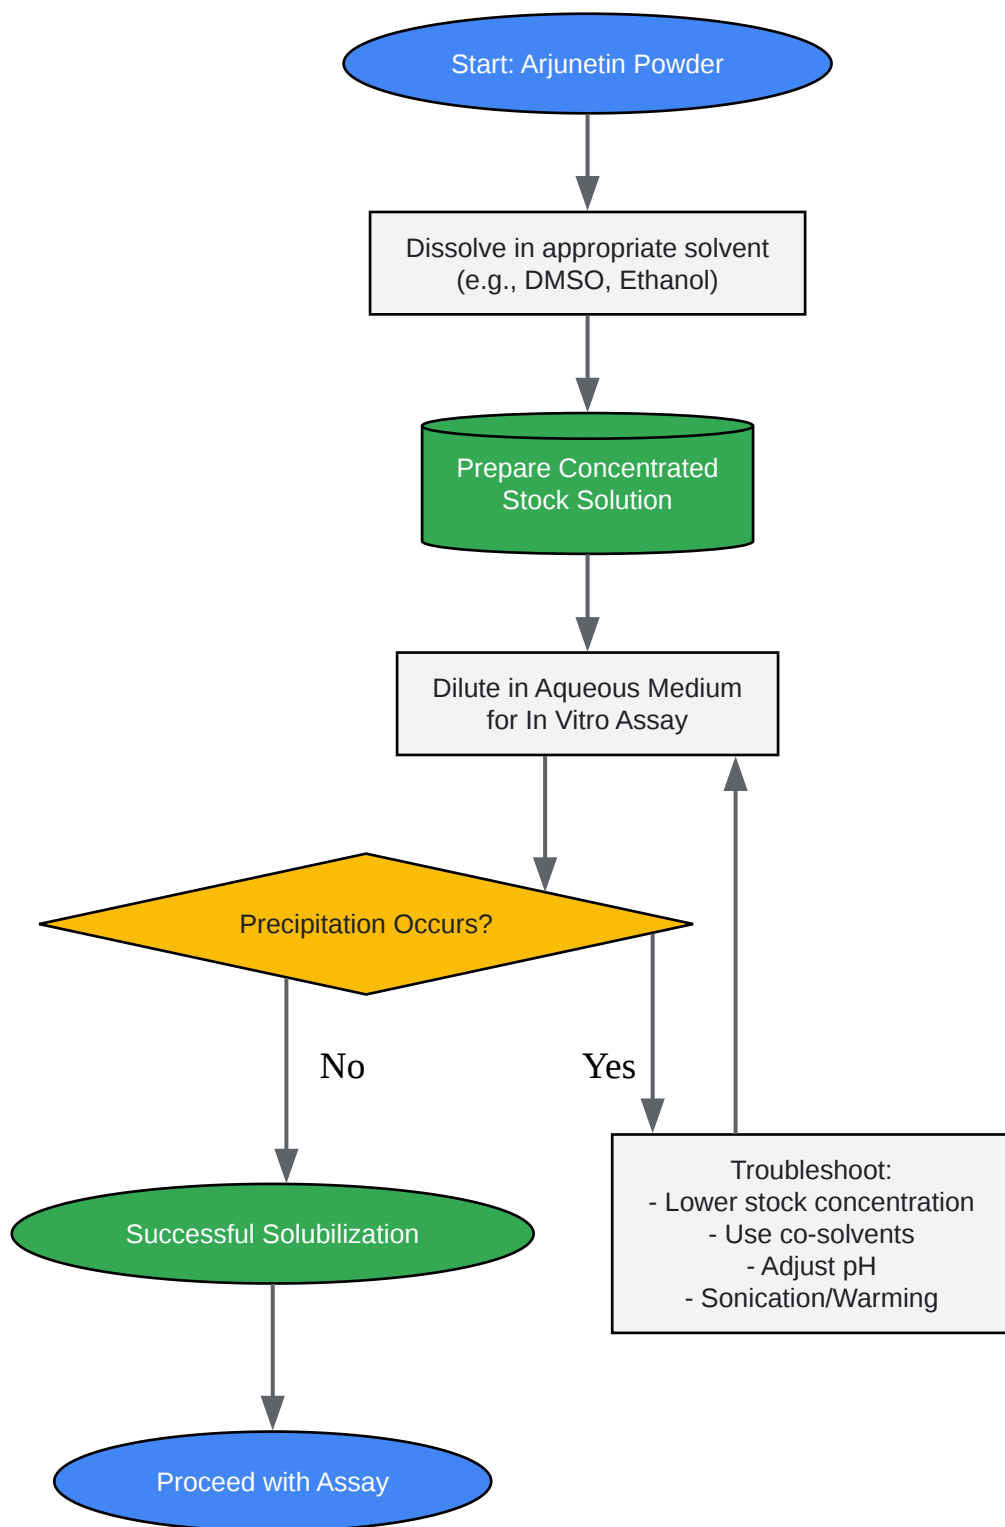 Start: Arjunetin Powder
Dissolve in appropriate solvent
(e.g., DMSO, Ethanol)
Prepare Concentrated
Stock Solution
Dilute in Aqueous Medium
for In Vitro Assay
Precipitation Occurs?
No
Yes
Troubleshoot:
- Lower stock concentration
- Use co-solvents
- Adjust pH
- Sonication/Warming
Successful Solubilization
Proceed with Assay